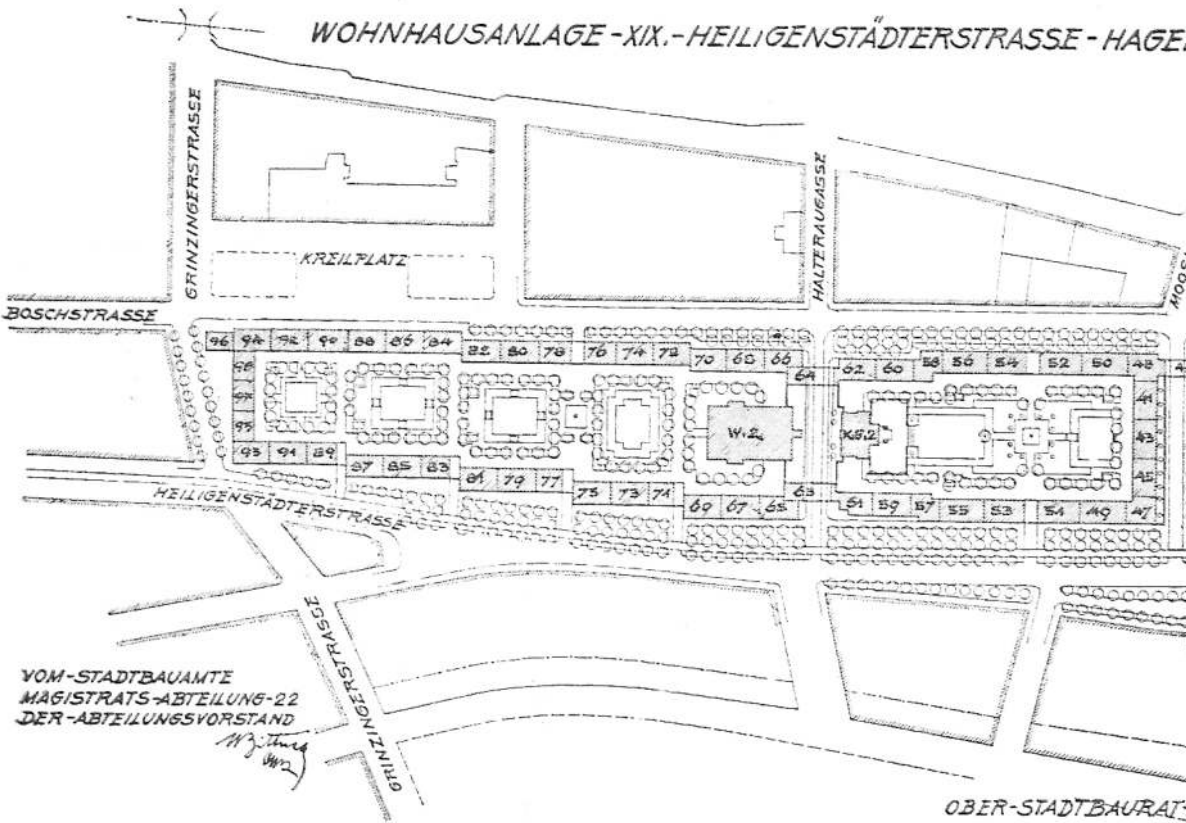 WOHNHAUSANLAGE-XIX.-HEILIGENSTÄDTERSTRASSE-HAGE
GRINZINGERSTRASSE
KREILPLATZ
HALTERAUGASSE
BOSCHSTRASSE
96 94 92 90 88 86 84
82 80 78 76 74 72
70 68 66
64
62 60 58 56 54 52 50 48
95
93 91 89
87 85 83
81 79 77
75 73 71
69 67 65
63
61 59 57 55 53 51 49 47
W.2.
K.G.2
43
45
HEILIGENSTÄDTERSTRASSE
GRINZINGERSTRASSE
VOM-STADTBAUAMTE
MAGISTRATS-ABTEILUNG-22
DER-ABTEILUNGSVORSTAND
OBER-STADTBAURAT